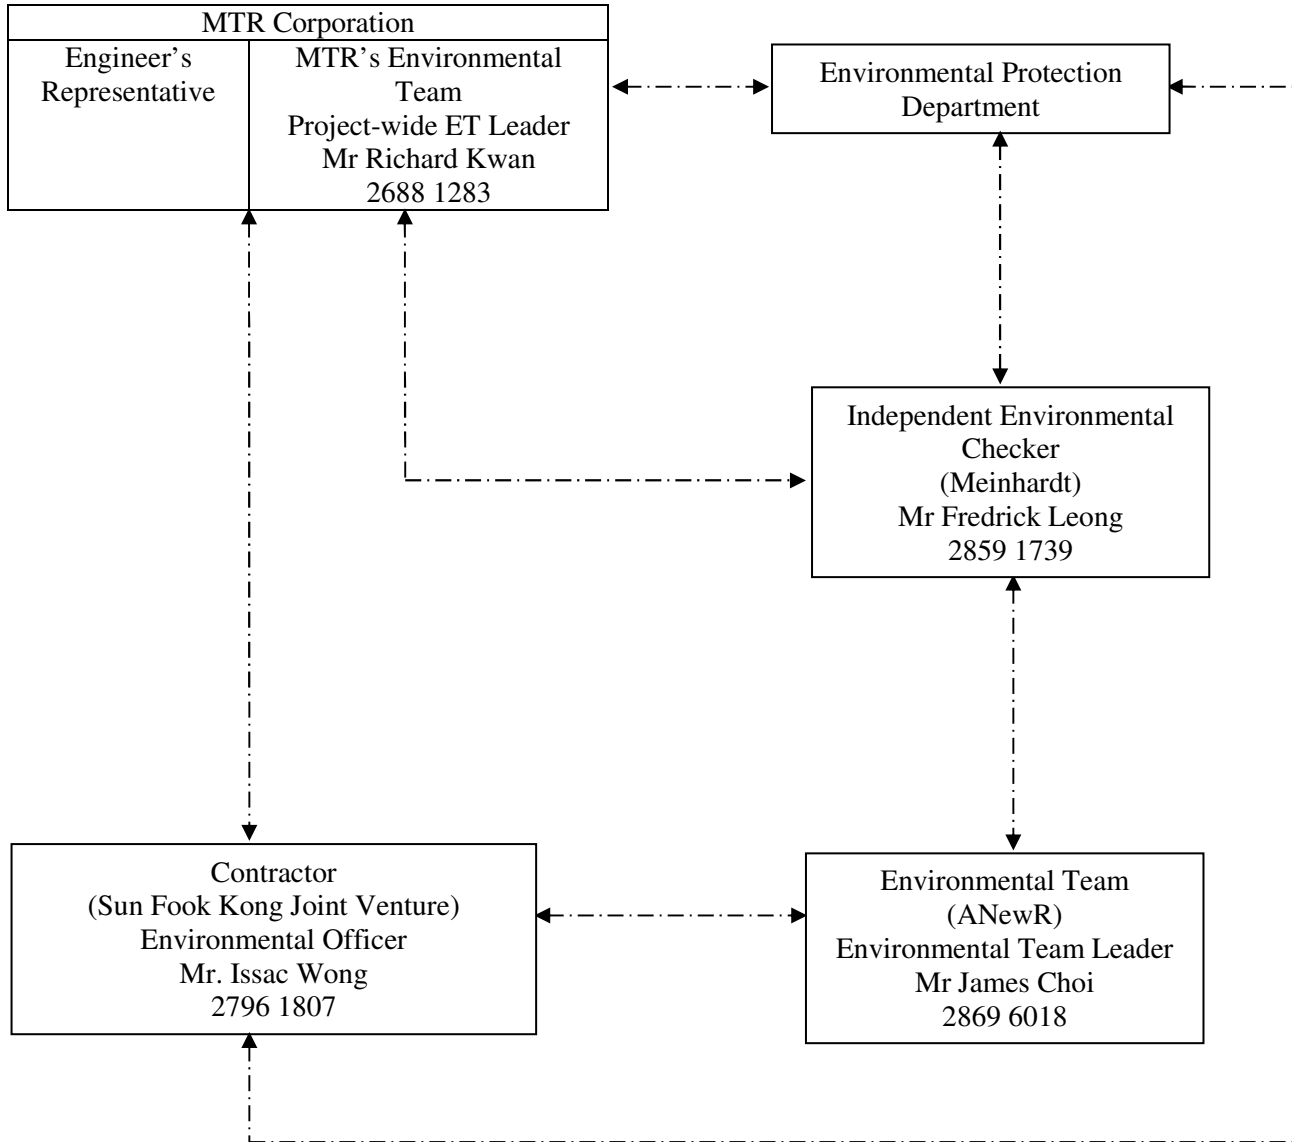 MTR Corporation
Engineer’s
Representative
MTR’s Environmental
Team
Project-wide ET Leader
Mr Richard Kwan
2688 1283
Environmental Protection
Department
Independent Environmental
Checker
(Meinhardt)
Mr Fredrick Leong
2859 1739
Contractor
(Sun Fook Kong Joint Venture)
Environmental Officer
Mr. Issac Wong
2796 1807
Environmental Team
(ANewR)
Environmental Team Leader
Mr James Choi
2869 6018